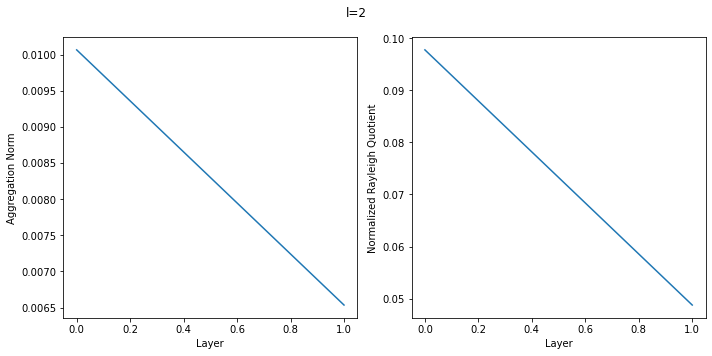 l=2
Aggregation Norm
0.0100
0.0095
0.0090
0.0085
0.0080
0.0075
0.0070
0.0065
0.0 0.2 0.4 0.6 0.8 1.0
Layer
Normalized Rayleigh Quotient
0.10
0.09
0.08
0.07
0.06
0.05
0.0 0.2 0.4 0.6 0.8 1.0
Layer